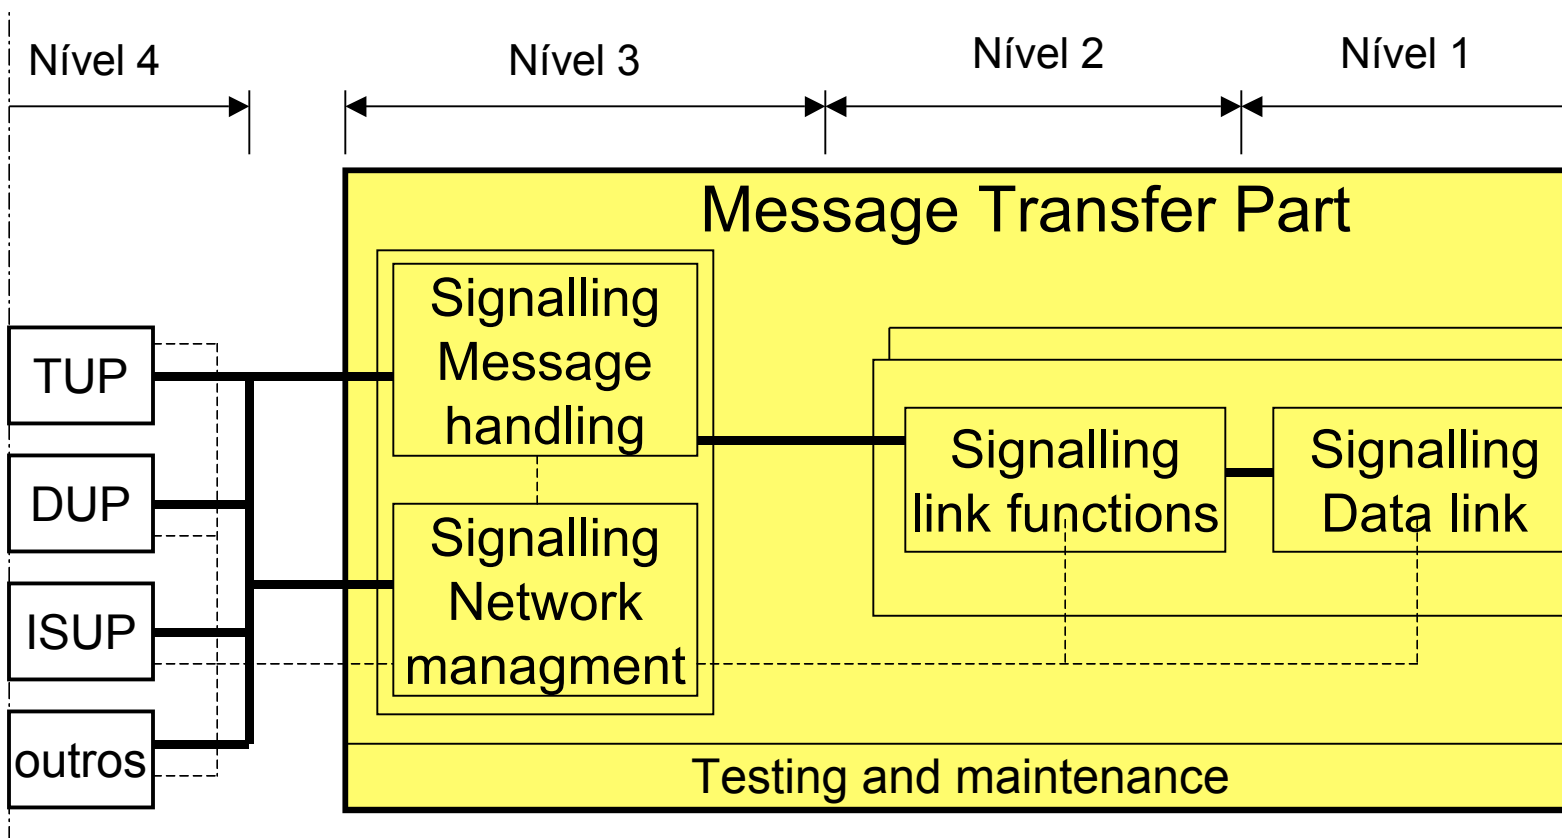 Nível 4
Nível 3
Nível 2
Nível 1
Message Transfer Part
TUP
DUP
ISUP
outros
Signalling
Message
handling
Signalling
Network
managment
Signalling
link functions
Signalling
Data link
Testing and maintenance